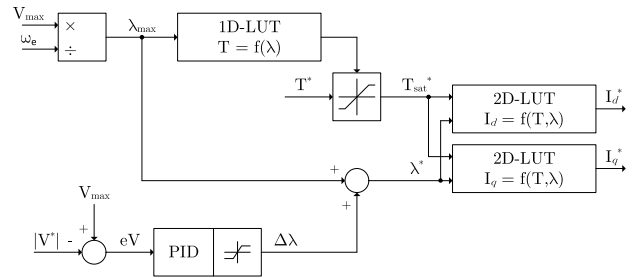 V_max
×
λ_max
1D-LUT
T = f(λ)
ω_e
÷
T^*
T_sat^*
2D-LUT
I_d = f(T,λ)
I_d^*
2D-LUT
I_q = f(T,λ)
I_q^*
+
λ^*
+
V_max
+
|V^*|
-
eV
PID
Δλ